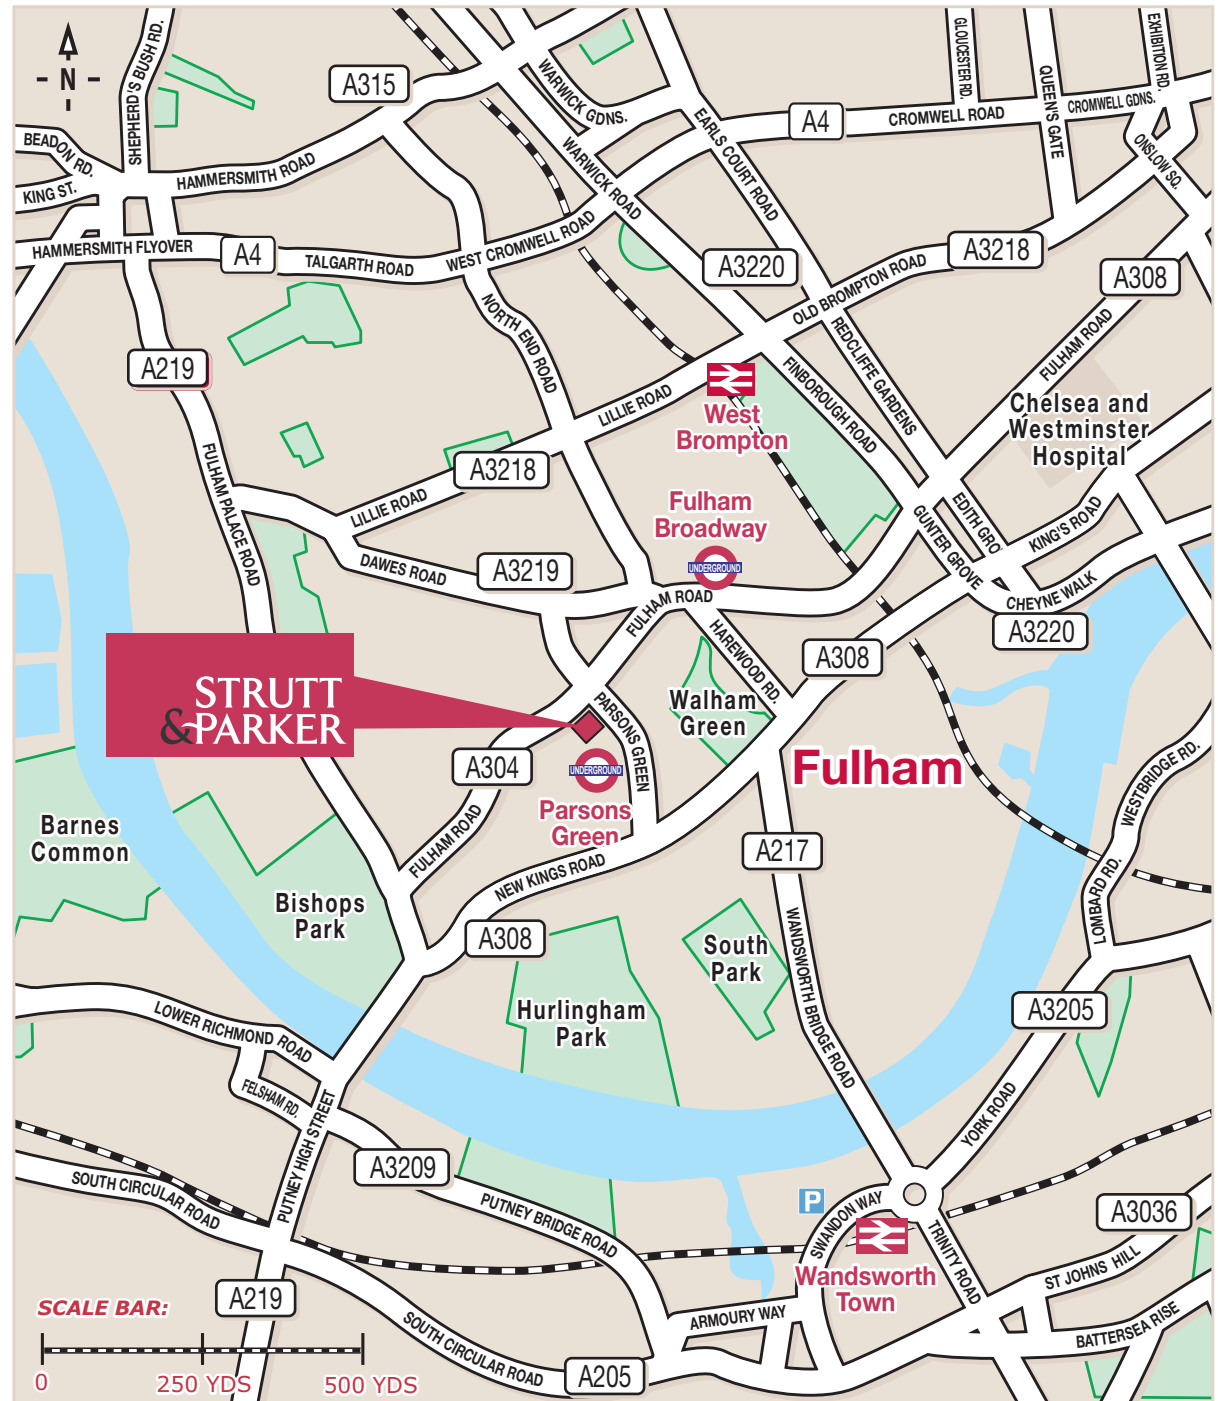 N
SHEPHERD'S BUSH RD.
A315
WARWICK GDNS.
GLOUCESTER RD.
QUEEN'S GATE
EXHIBITION RD.
A4
CROMWELL ROAD
CROMWELL GDNS.
ONSLOW SQ.
BEADON RD.
KING ST.
HAMMERSMITH ROAD
WARWICK ROAD
EARLS COURT ROAD
HAMMERSMITH FLYOVER
A4
TALGARTH ROAD
WEST CROMWELL ROAD
A3220
OLD BROMPTON ROAD
A3218
A308
FULHAM ROAD
NORTH END ROAD
REDCLIFFE GARDENS
FINBOROUGH ROAD
A219
LILLIE ROAD
West
Brompton
Chelsea and
Westminster
Hospital
FULHAM PALACE ROAD
A3218
LILLIE ROAD
Fulham
Broadway
UNDERGROUND
GUNTER GROVE
EDITH GRO
KING'S ROAD
DAWES ROAD
A3219
FULHAM ROAD
CHEYNE WALK
A3220
HAREWOOD RD.
A308
STRUTT
&PARKER
Walham
Green
PARSONS GREEN
A304
UNDERGROUND
Parsons
Green
Fulham
WESTBRIDGE RD.
Barnes
Common
FULHAM ROAD
NEW KINGS ROAD
A217
LOMBARD RD.
Bishops
Park
A308
South
Park
WANDSWORTH BRIDGE ROAD
Hurlingham
Park
A3205
LOWER RICHMOND ROAD
FELSHAM RD.
YORK ROAD
PUTNEY HIGH STREET
A3209
SOUTH CIRCULAR ROAD
PUTNEY BRIDGE ROAD
P
SWANDON WAY
A3036
Wandsworth
Town
TRINITY ROAD
ST JOHNS HILL
A219
ARMOURY WAY
BATTERSEA RISE
SOUTH CIRCULAR ROAD
A205
SCALE BAR:
0
250 YDS
500 YDS